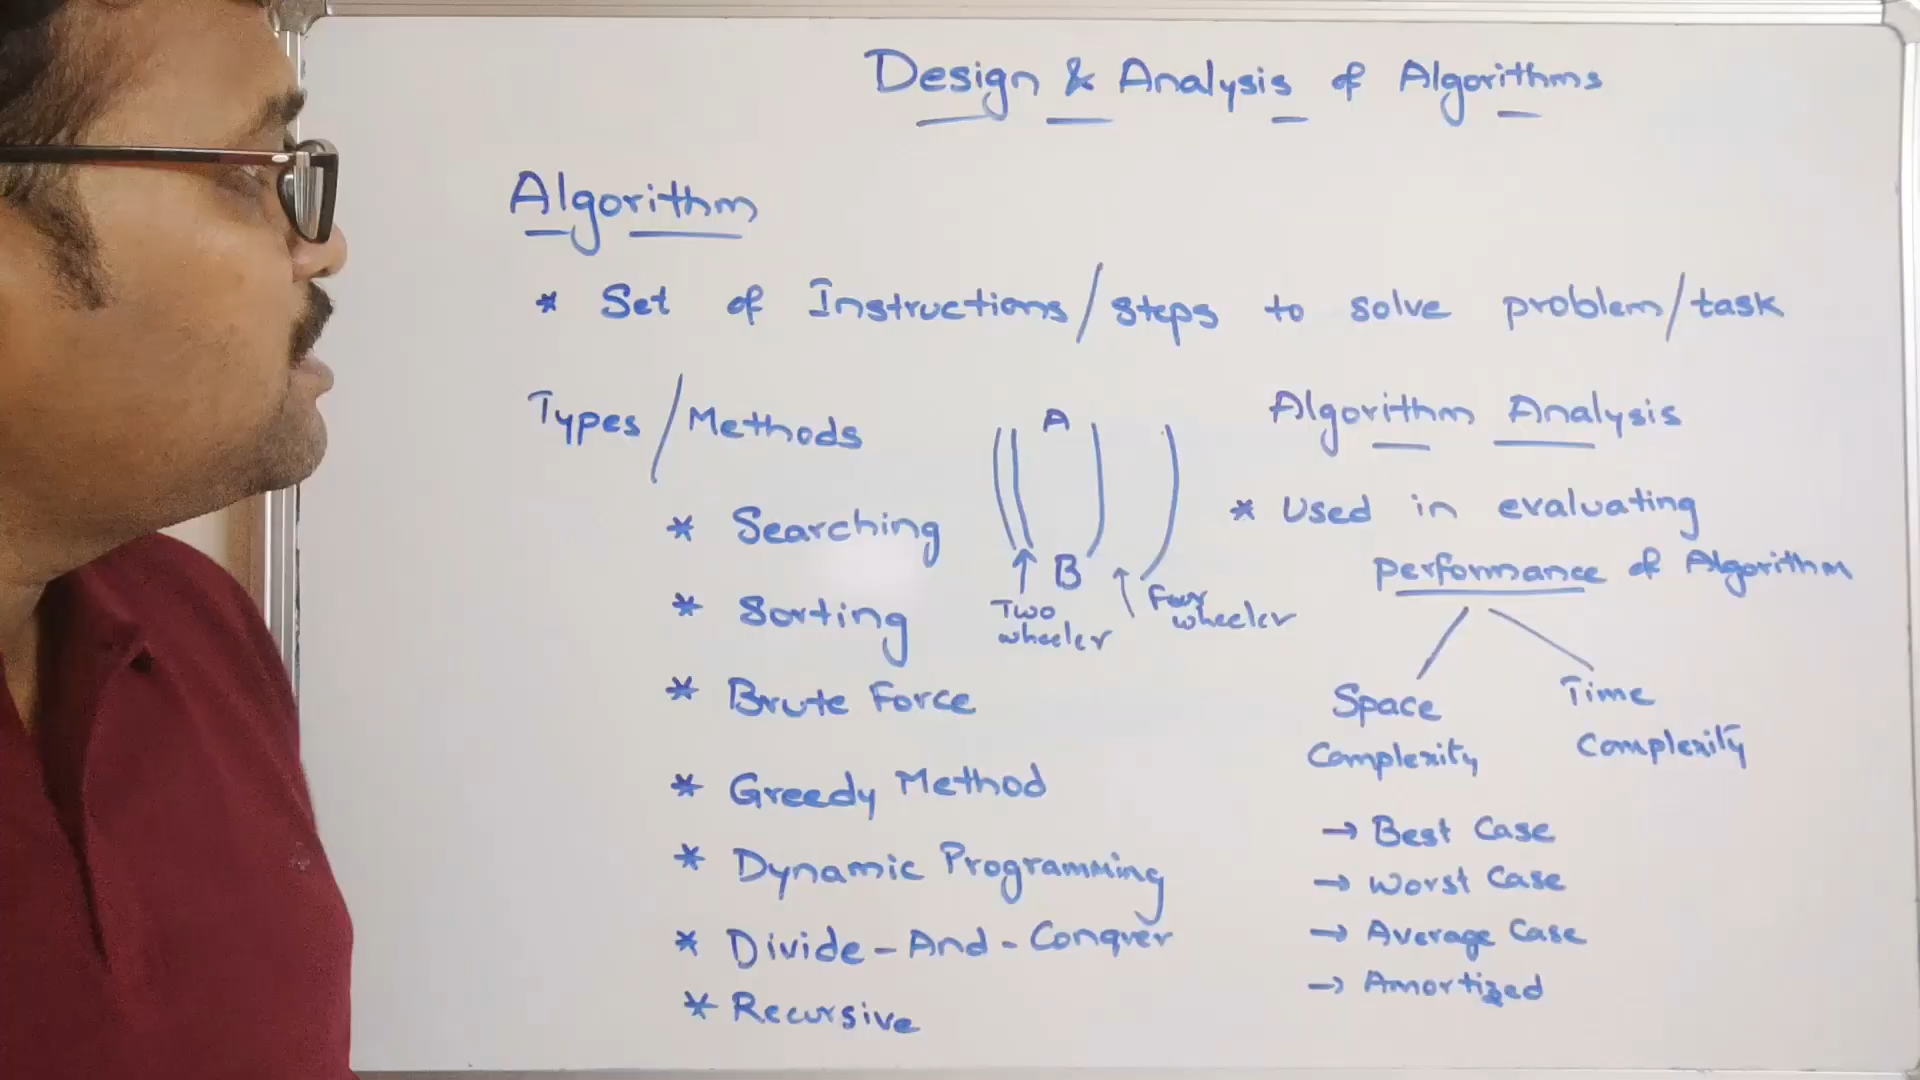 Design & Analysis of Algorithms
Algorithm
* Set of Instructions/steps to solve problem/task
Types/Methods
* Searching
* Sorting
* Brute Force
* Greedy Method
* Dynamic Programming
* Divide-And-Conquer
* Recursive
A
B
Two
wheeler
Four
wheeler
Algorithm Analysis
* Used in evaluating
performance of Algorithm
Space
Complexity
Time
Complexity
→ Best Case
→ Worst Case
→ Average Case
→ Amortized